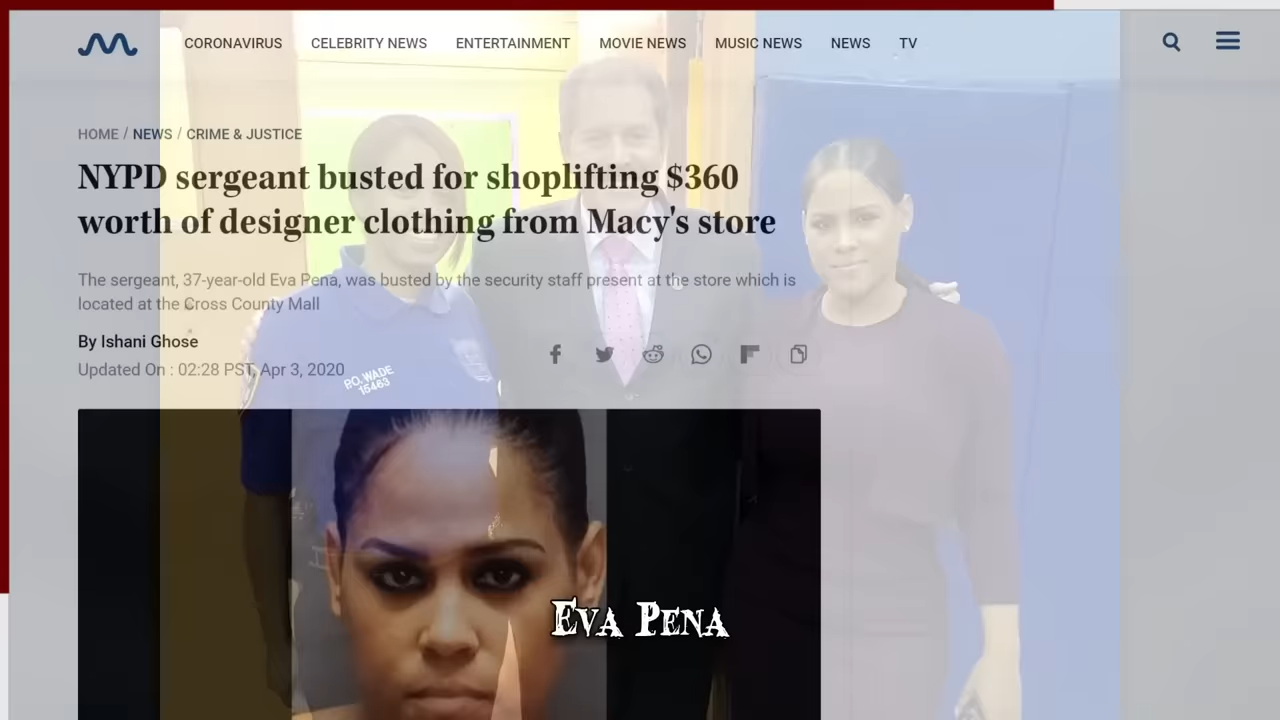 CORONAVIRUS CELEBRITY NEWS ENTERTAINMENT MOVIE NEWS MUSIC NEWS NEWS TV
HOME / NEWS / CRIME & JUSTICE
NYPD sergeant busted for shoplifting $360
worth of designer clothing from Macy's store
The sergeant, 37-year-old Eva Pena, was busted by the security staff present at the store which is
located at the Cross County Mall
By Ishani Ghose
Updated On : 02:28 PST, Apr 3, 2020
P.O. WADE
15463
EVA PENA